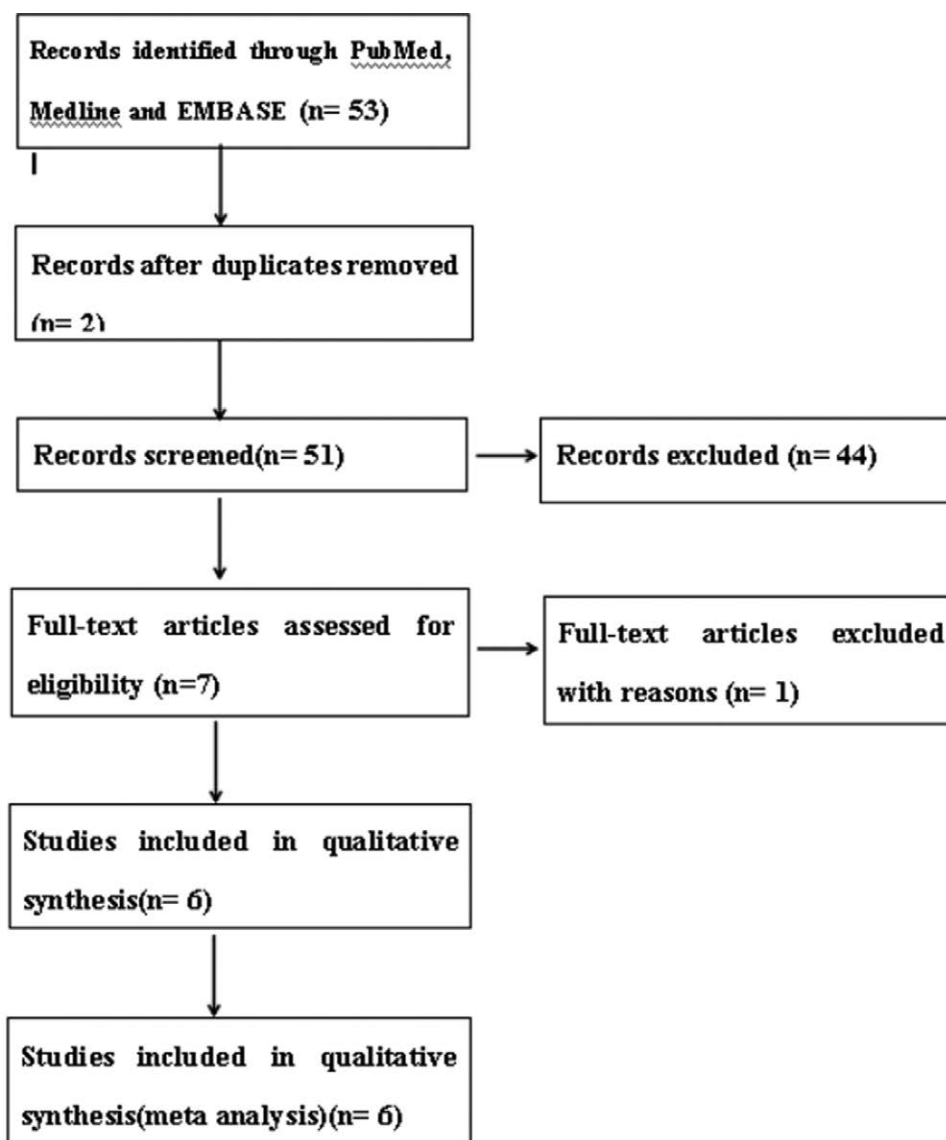 Records identified through PubMed,
Medline and EMBASE (n= 53)
Records after duplicates removed
(n= 2)
Records screened(n= 51)
Records excluded (n= 44)
Full-text articles assessed for
eligibility (n=7)
Full-text articles excluded
with reasons (n= 1)
Studies included in qualitative
synthesis(n= 6)
Studies included in qualitative
synthesis(meta analysis)(n= 6)